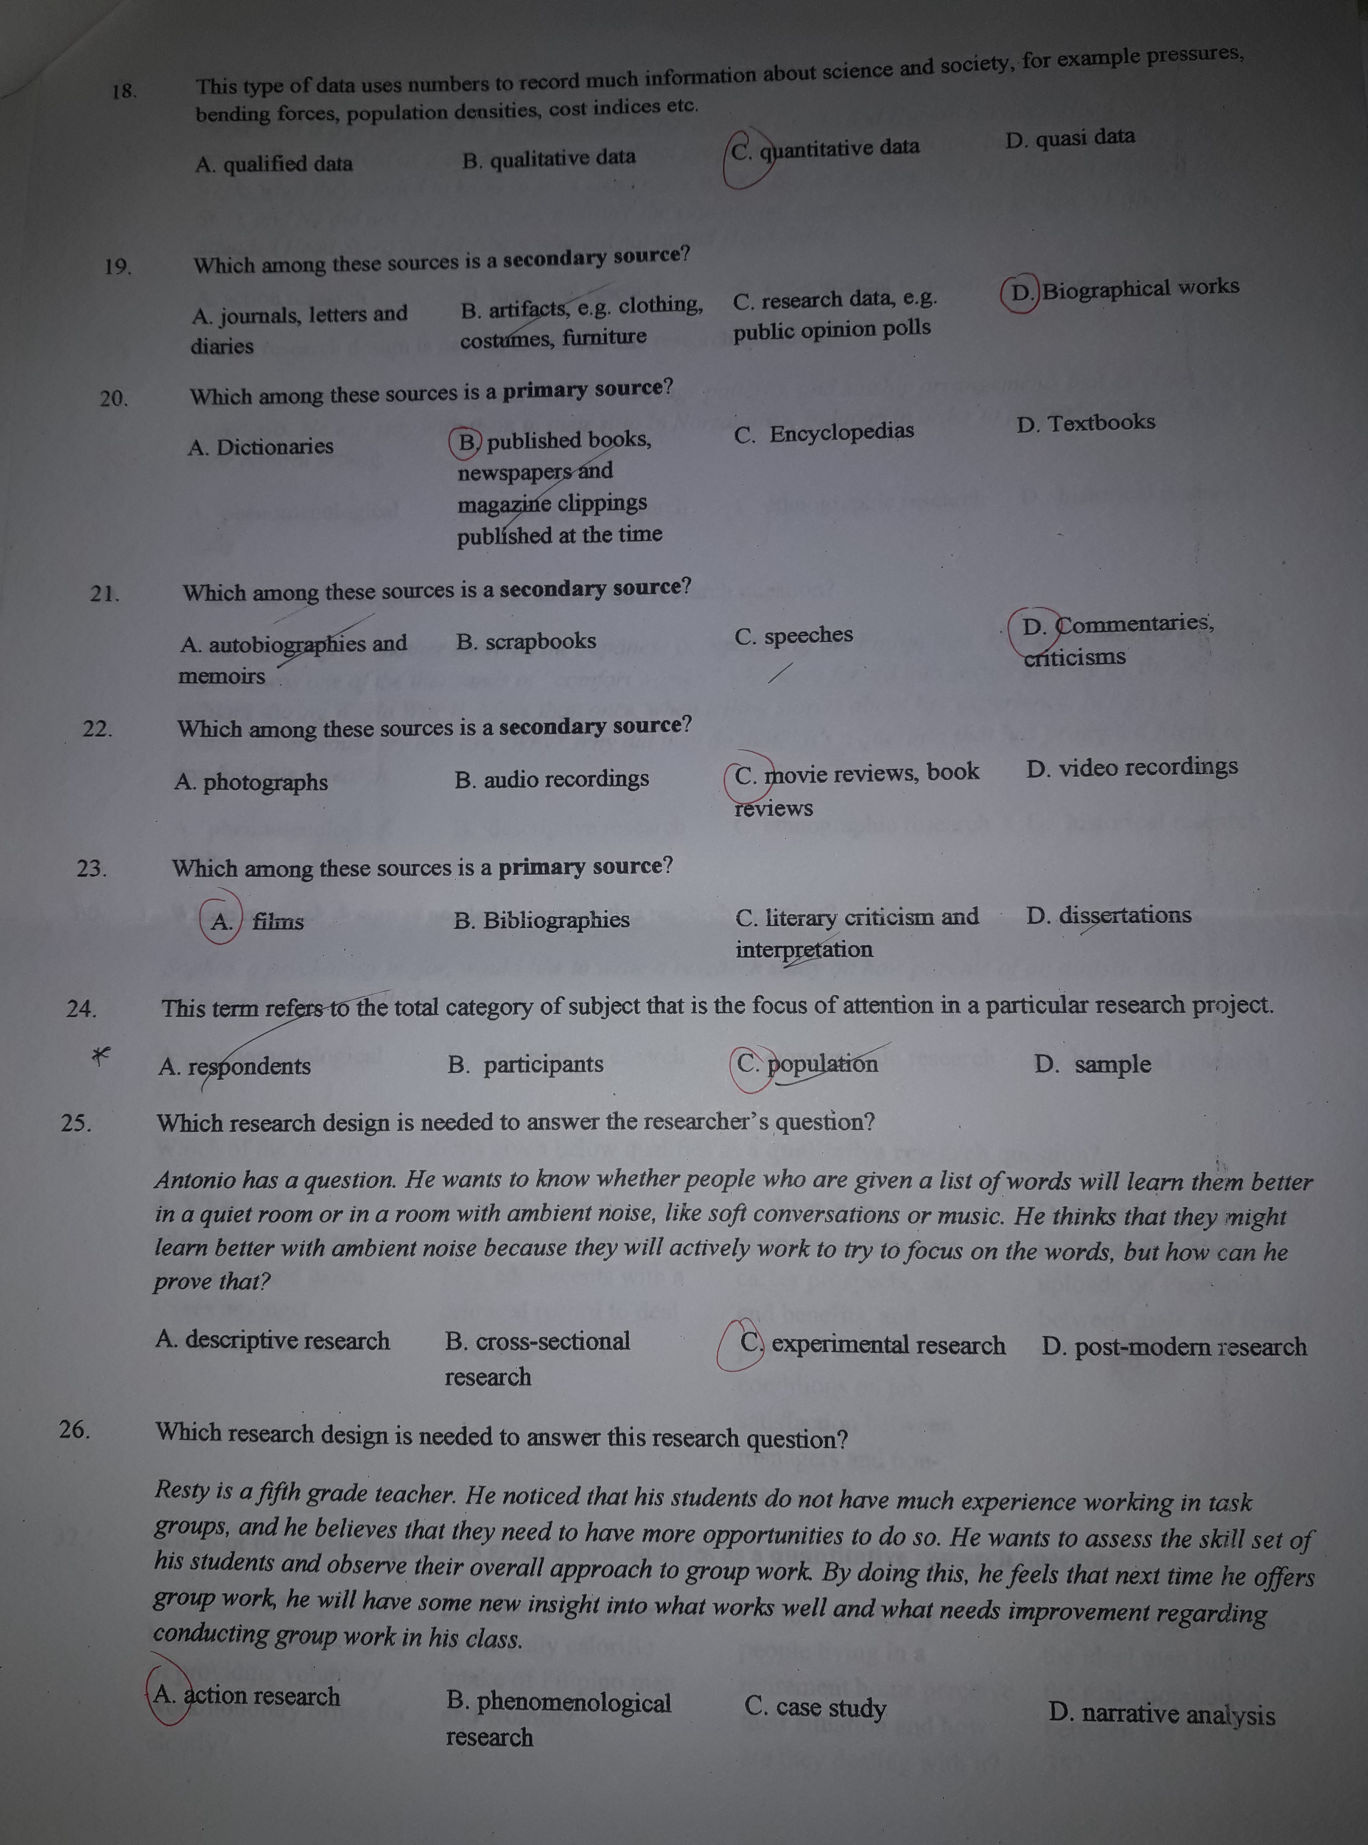 18. This type of data uses numbers to record much information about science and society, for example pressures,
bending forces, population densities, cost indices etc.
A. qualified data B. qualitative data C. quantitative data D. quasi data
19. Which among these sources is a secondary source?
A. journals, letters and B. artifacts, e.g. clothing, C. research data, e.g. D. Biographical works
diaries costumes, furniture public opinion polls
20. Which among these sources is a primary source?
A. Dictionaries B. published books, C. Encyclopedias D. Textbooks
newspapers and
magazine clippings
published at the time
21. Which among these sources is a secondary source?
A. autobiographies and B. scrapbooks C. speeches D. Commentaries,
memoirs criticisms
22. Which among these sources is a secondary source?
A. photographs B. audio recordings C. movie reviews, book D. video recordings
reviews
23. Which among these sources is a primary source?
A. films B. Bibliographies C. literary criticism and D. dissertations
interpretation
24. This term refers to the total category of subject that is the focus of attention in a particular research project.
* A. respondents B. participants C. population D. sample
25. Which research design is needed to answer the researcher's question?
Antonio has a question. He wants to know whether people who are given a list of words will learn them better
in a quiet room or in a room with ambient noise, like soft conversations or music. He thinks that they might
learn better with ambient noise because they will actively work to try to focus on the words, but how can he
prove that?
A. descriptive research B. cross-sectional C. experimental research D. post-modern research
research
26. Which research design is needed to answer this research question?
Resty is a fifth grade teacher. He noticed that his students do not have much experience working in task
groups, and he believes that they need to have more opportunities to do so. He wants to assess the skill set of
his students and observe their overall approach to group work. By doing this, he feels that next time he offers
group work, he will have some new insight into what works well and what needs improvement regarding
conducting group work in his class.
A. action research B. phenomenological C. case study D. narrative analysis
research